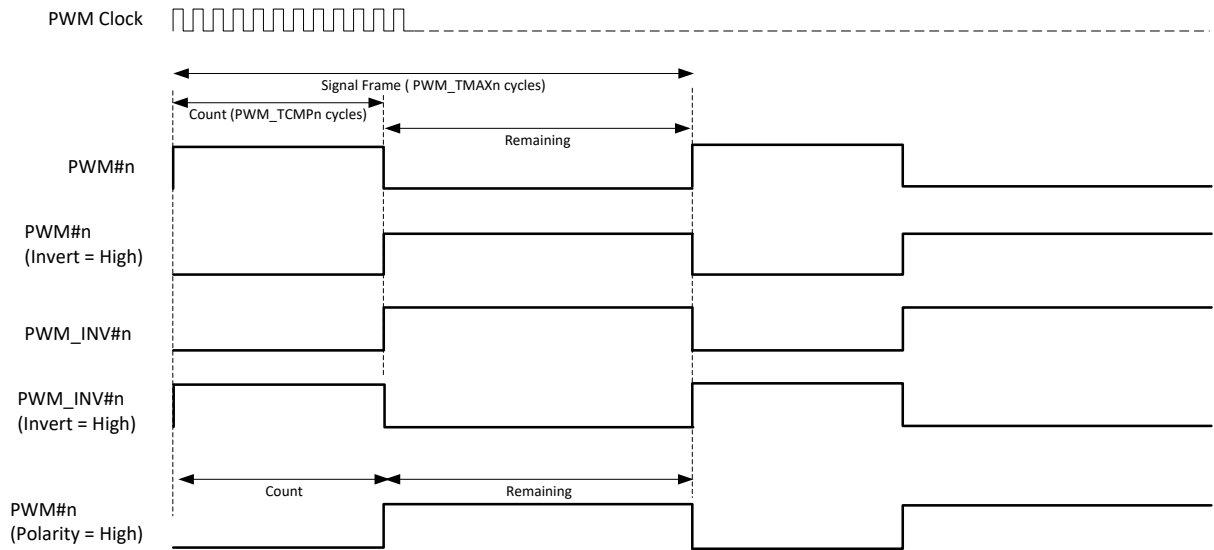 PWM Clock
Signal Frame ( PWM_TMAXn cycles)
Count (PWM_TCMPn cycles)
Remaining
PWM#n
PWM#n
(Invert = High)
PWM_INV#n
PWM_INV#n
(Invert = High)
Count
Remaining
PWM#n
(Polarity = High)